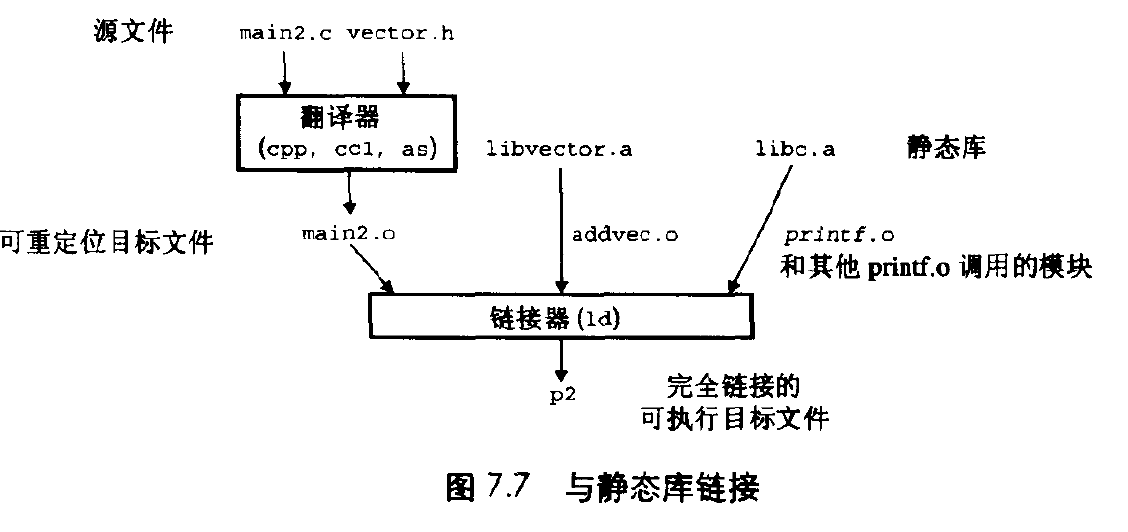 源文件 main2.c vector.h
翻译器
(cpp, cc1, as) libvector.a libc.a 静态库
可重定位目标文件 main2.o addvec.o printf.o
和其他 printf.o 调用的模块
链接器(ld)
p2 完全链接的
可执行目标文件
图 7.7 与静态库链接